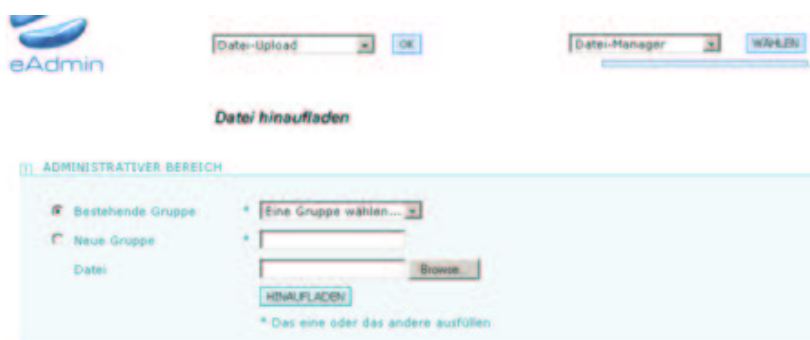 eAdmin
Datei-Upload OK Datei-Manager WÄHLEN
Datei hinaufladen
ADMINISTRATIVER BEREICH
Bestehende Gruppe * Eine Gruppe wählen...
Neue Gruppe *
Datei Browse...
HINAUFLADEN
* Das eine oder das andere ausfüllen